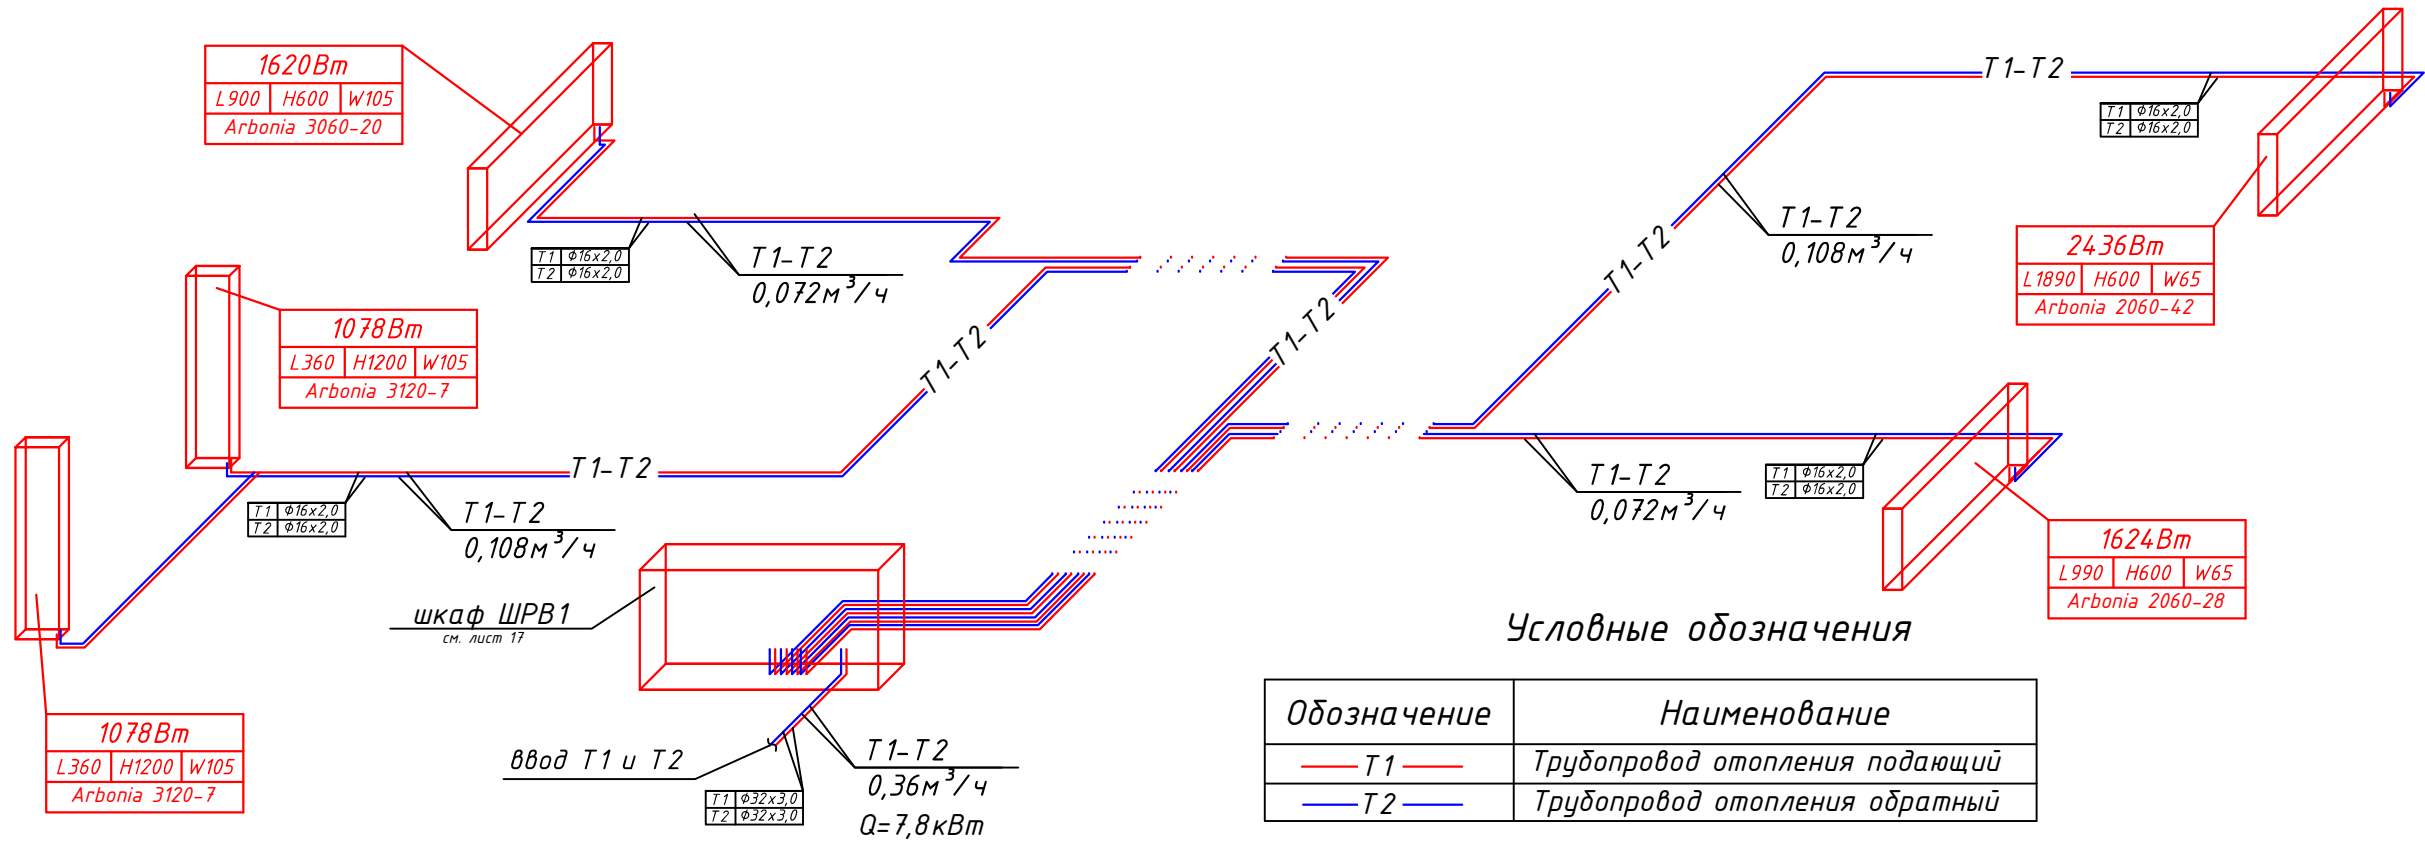 1620Вт
L900 H600 W105
Arbonia 3060-20
T1-T2
T1 Ф16х2,0
T2 Ф16х2,0
T1-T2
0,072м³/ч
T1 Ф16х2,0
T2 Ф16х2,0
T1-T2
0,108м³/ч
2436Вт
L1890 H600 W65
Arbonia 2060-42
T1-T2
1078Вт
L360 H1200 W105
Arbonia 3120-7
T1-T2
T1-T2
T1-T2
T1 Ф16х2,0
T2 Ф16х2,0
T1-T2
0,108м³/ч
T1-T2
0,072м³/ч
T1 Ф16х2,0
T2 Ф16х2,0
1624Вт
L990 H600 W65
Arbonia 2060-28
шкаф ШРВ1
см. лист 17
1078Вт
L360 H1200 W105
Arbonia 3120-7
ввод Т1 и Т2
T1 Ф32х3,0
T2 Ф32х3,0
T1-T2
0,36м³/ч
Q=7,8кВт
Условные обозначения
Обозначение Наименование
Т1 Трубопровод отопления подающий
Т2 Трубопровод отопления обратный